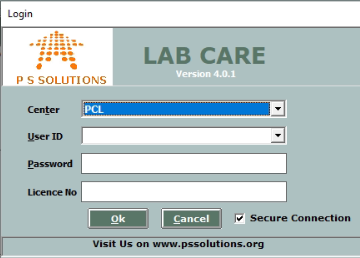 Login
P S SOLUTIONS
LAB CARE
Version 4.0.1
Center PCL
User ID
Password
Licence No
Ok Cancel Secure Connection
Visit Us on www.pssolutions.org